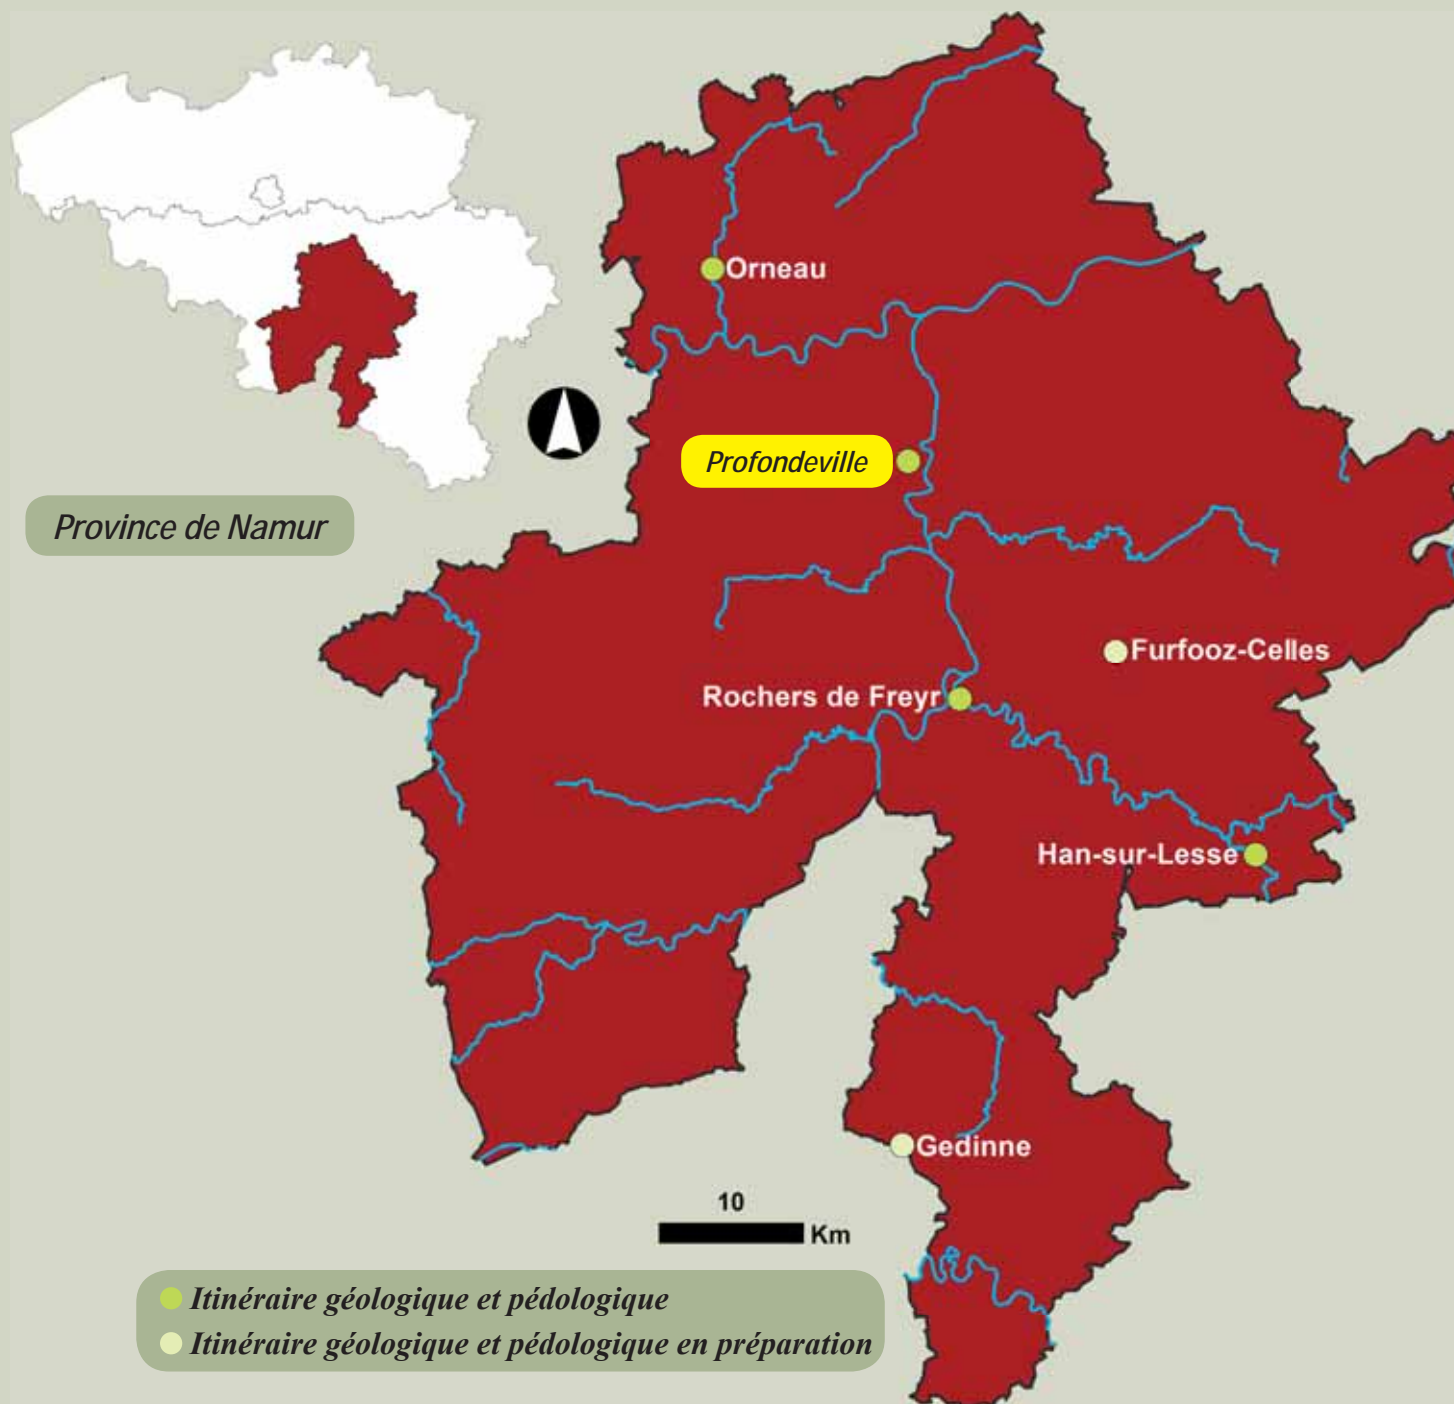 Orneau
Profondeville
Province de Namur
Furfooz-Celles
Rochers de Freyr
Han-sur-Lesse
Gedinne
10
Km
Itinéraire géologique et pédologique
Itinéraire géologique et pédologique en préparation